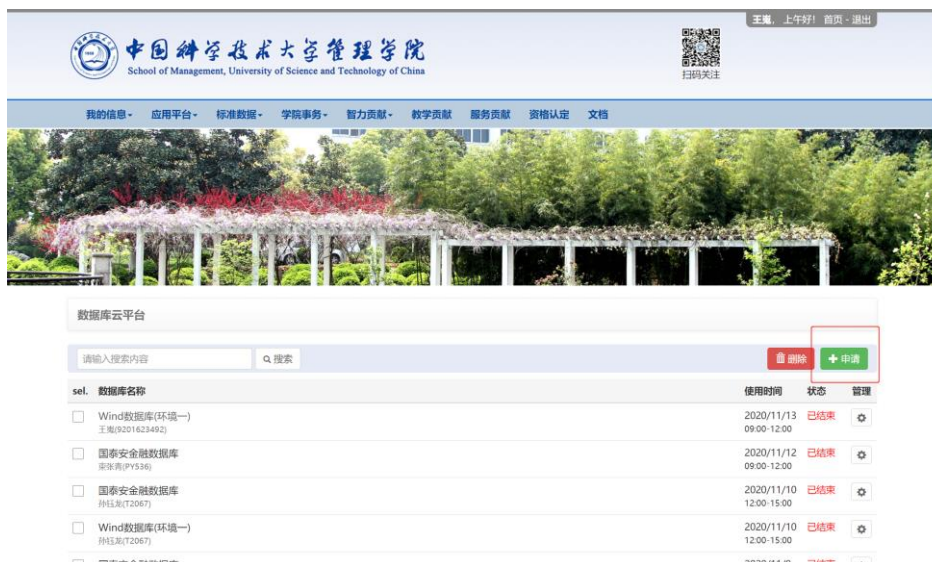 王嵬，上午好! 首页 - 退出
中国科学技术大学管理学院
School of Management, University of Science and Technology of China
扫码关注
我的信息 应用平台 标准数据 学院事务 智力贡献 教学贡献 服务贡献 资格认定 文档
数据库云平台
请输入搜索内容 搜索 删除 申请
sel. 数据库名称 使用时间 状态 管理
Wind数据库(环境一) 2020/11/13 已结束
(9201623492) 09:00-12:00
国泰安金融数据库 2020/11/12 已结束
(PY536) 09:00-12:00
国泰安金融数据库 2020/11/10 已结束
孙钰龙(T2067) 12:00-15:00
Wind数据库(环境一) 2020/11/10 已结束
孙钰龙(T2067) 12:00-15:00